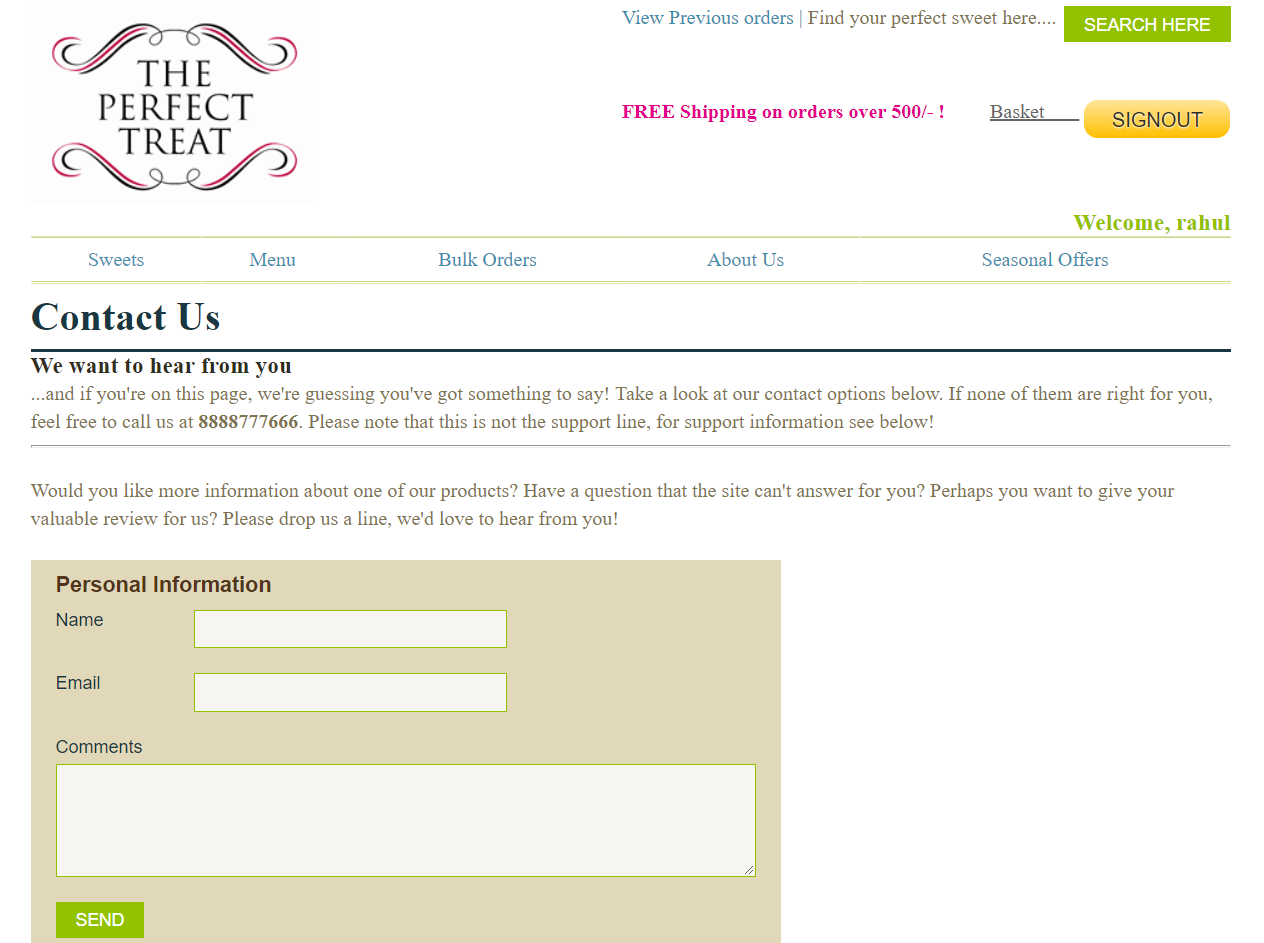 THE
PERFECT
TREAT
View Previous orders | Find your perfect sweet here.... SEARCH HERE
FREE Shipping on orders over 500/- ! Basket SIGNOUT
Welcome, rahul
Sweets Menu Bulk Orders About Us Seasonal Offers
Contact Us
We want to hear from you
...and if you're on this page, we're guessing you've got something to say! Take a look at our contact options below. If none of them are right for you,
feel free to call us at 8888777666. Please note that this is not the support line, for support information see below!
Would you like more information about one of our products? Have a question that the site can't answer for you? Perhaps you want to give your
valuable review for us? Please drop us a line, we'd love to hear from you!
Personal Information
Name
Email
Comments
SEND